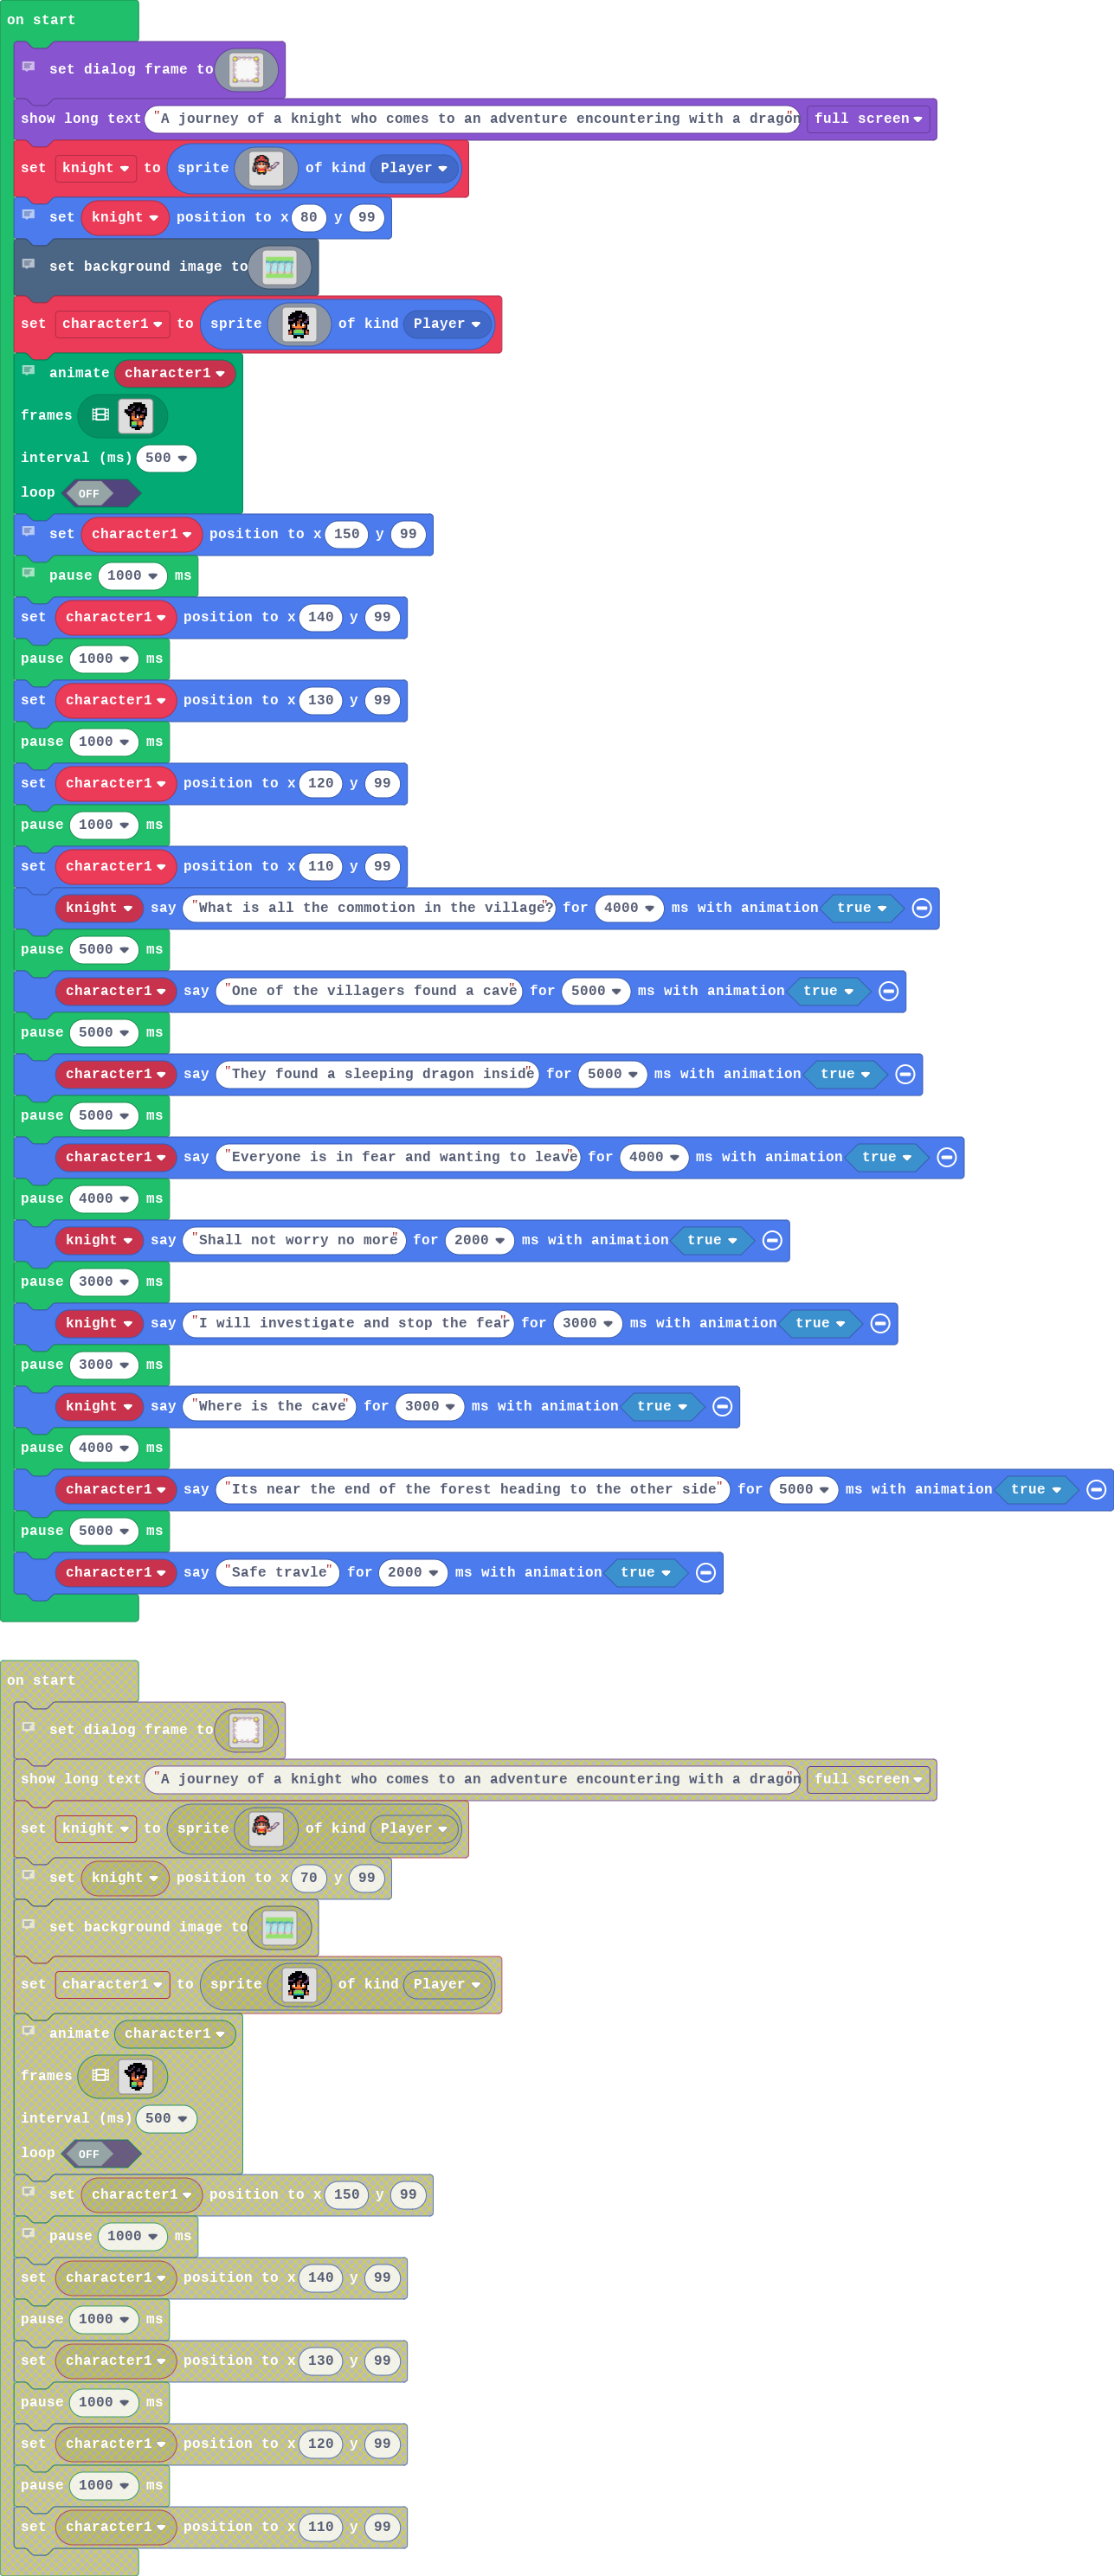 on start
set dialog frame to
show long text "A journey of a knight who comes to an adventure encountering with a dragon" full screen
set knight to sprite of kind Player
set knight position to x 80 y 99
set background image to
set character1 to sprite of kind Player
animate character1
frames
interval (ms) 500
loop OFF
set character1 position to x 150 y 99
pause 1000 ms
set character1 position to x 140 y 99
pause 1000 ms
set character1 position to x 130 y 99
pause 1000 ms
set character1 position to x 120 y 99
pause 1000 ms
set character1 position to x 110 y 99
knight say "What is all the commotion in the village?" for 4000 ms with animation true
pause 5000 ms
character1 say "One of the villagers found a cave" for 5000 ms with animation true
pause 5000 ms
character1 say "They found a sleeping dragon inside" for 5000 ms with animation true
pause 5000 ms
character1 say "Everyone is in fear and wanting to leave" for 4000 ms with animation true
pause 4000 ms
knight say "Shall not worry no more" for 2000 ms with animation true
pause 3000 ms
knight say "I will investigate and stop the fear" for 3000 ms with animation true
pause 3000 ms
knight say "Where is the cave" for 3000 ms with animation true
pause 4000 ms
character1 say "Its near the end of the forest heading to the other side" for 5000 ms with animation true
pause 5000 ms
character1 say "Safe travle" for 2000 ms with animation true
on start
set dialog frame to
show long text "A journey of a knight who comes to an adventure encountering with a dragon" full screen
set knight to sprite of kind Player
set knight position to x 70 y 99
set background image to
set character1 to sprite of kind Player
animate character1
frames
interval (ms) 500
loop OFF
set character1 position to x 150 y 99
pause 1000 ms
set character1 position to x 140 y 99
pause 1000 ms
set character1 position to x 130 y 99
pause 1000 ms
set character1 position to x 120 y 99
pause 1000 ms
set character1 position to x 110 y 99